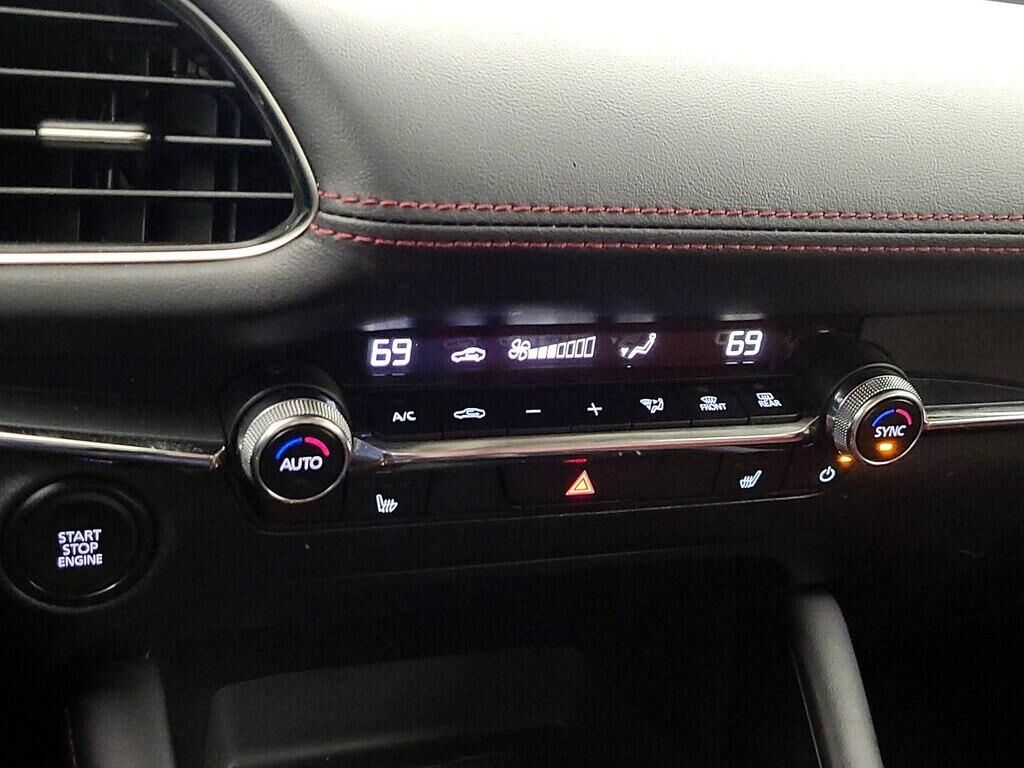 69 69
A/C − + FRONT REAR
AUTO SYNC
START
STOP
ENGINE